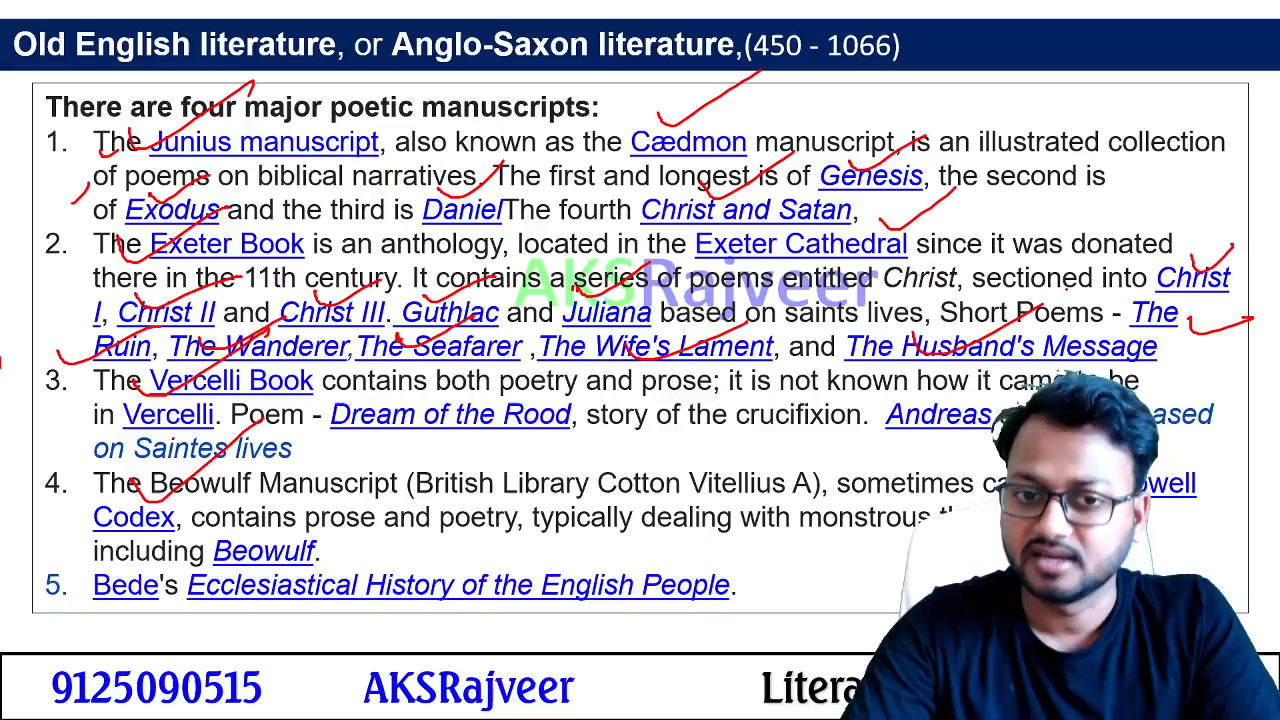 Old English literature, or Anglo-Saxon literature,(450 - 1066)
There are four major poetic manuscripts:
1. The Junius manuscript, also known as the Cædmon manuscript, is an illustrated collection
of poems on biblical narratives. The first and longest is of Genesis, the second is
of Exodus and the third is DanielThe fourth Christ and Satan,
2. The Exeter Book is an anthology, located in the Exeter Cathedral since it was donated
there in the 11th century. It contains a series of poems entitled Christ, sectioned into Christ
I, Christ II and Christ III. Guthlac and Juliana based on saints lives, Short Poems - The
Ruin, The Wanderer,The Seafarer ,The Wife's Lament, and The Husband's Message
3. The Vercelli Book contains both poetry and prose; it is not known how it came to be
in Vercelli. Poem - Dream of the Rood, story of the crucifixion. Andreas
on Saintes lives
4. The Beowulf Manuscript (British Library Cotton Vitellius A), sometimes
Codex, contains prose and poetry, typically dealing with monstrous
including Beowulf.
5. Bede's Ecclesiastical History of the English People.
AKSRajveer
9125090515 AKSRajveer